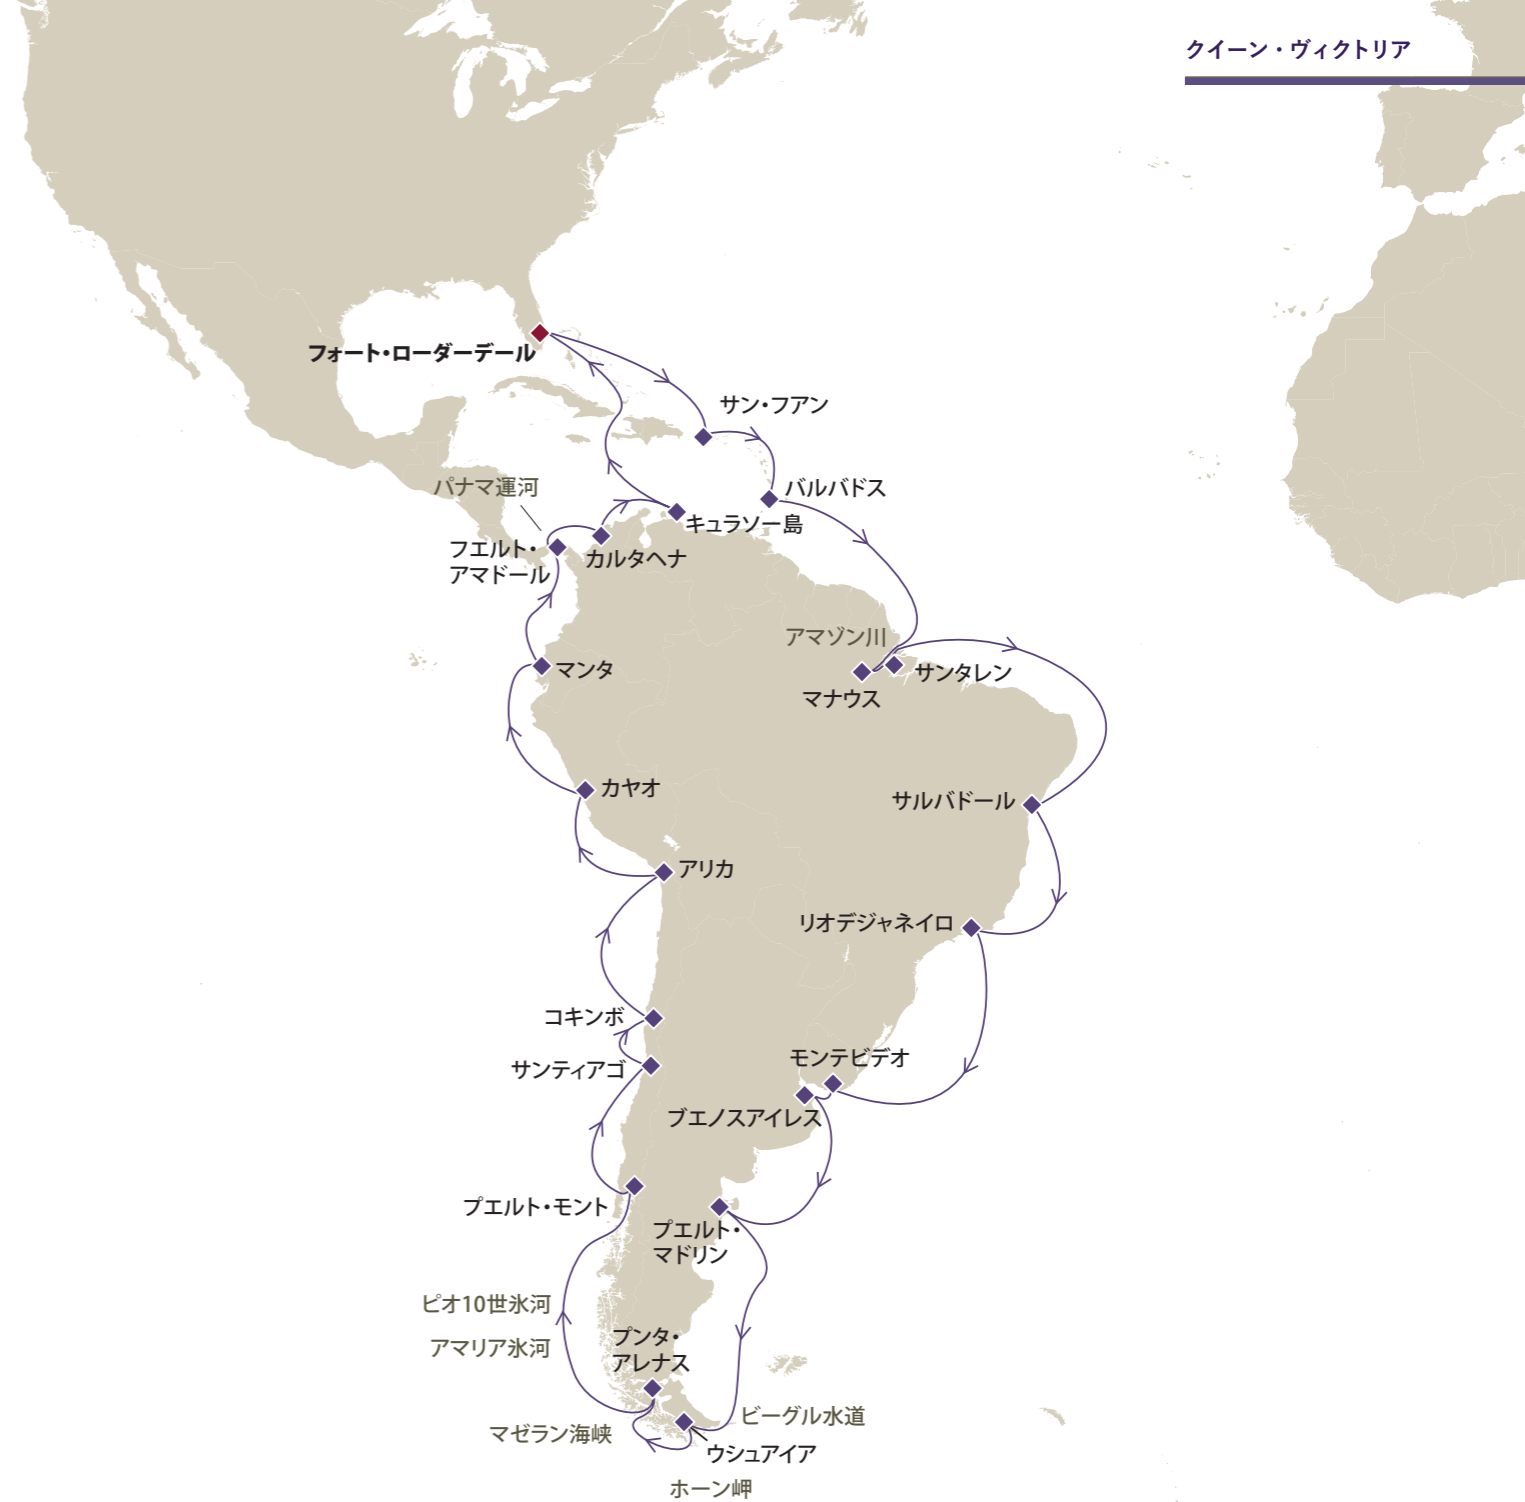 クイーン・ヴィクトリア
フォート・ローダーデール
サン・フアン
パナマ運河
バルバドス
キュラソー島
フエルト・
アマドール
カルタヘナ
アマゾン川
マンタ
サンタレン
マナウス
カヤオ
サルバドール
アリカ
リオデジャネイロ
コキンボ
モンテビデオ
サンティアゴ
ブエノスアイレス
プエルト・モント
プエルト・
マドリン
ピオ10世氷河
アマリア氷河
プンタ・
アレナス
ビーグル水道
マゼラン海峡
ウシュアイア
ホーン岬